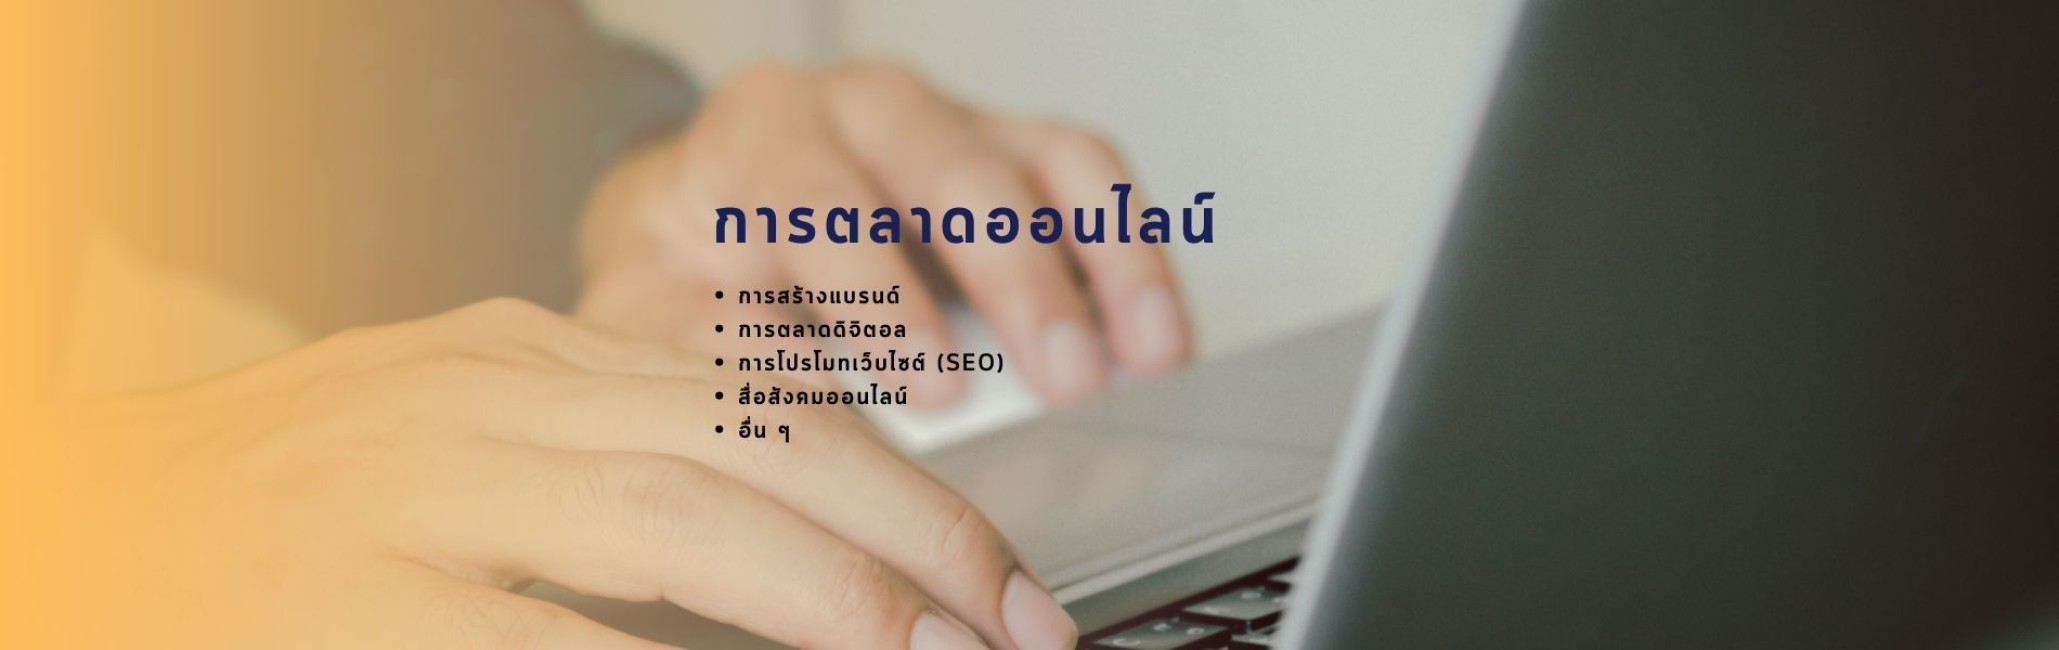 การตลาดออนไลน์
• การสร้างแบรนด์
• การตลาดดิจิตอล
• การโปรโมทเว็บไซต์ (SEO)
• สื่อสังคมออนไลน์
• อื่น ๆ